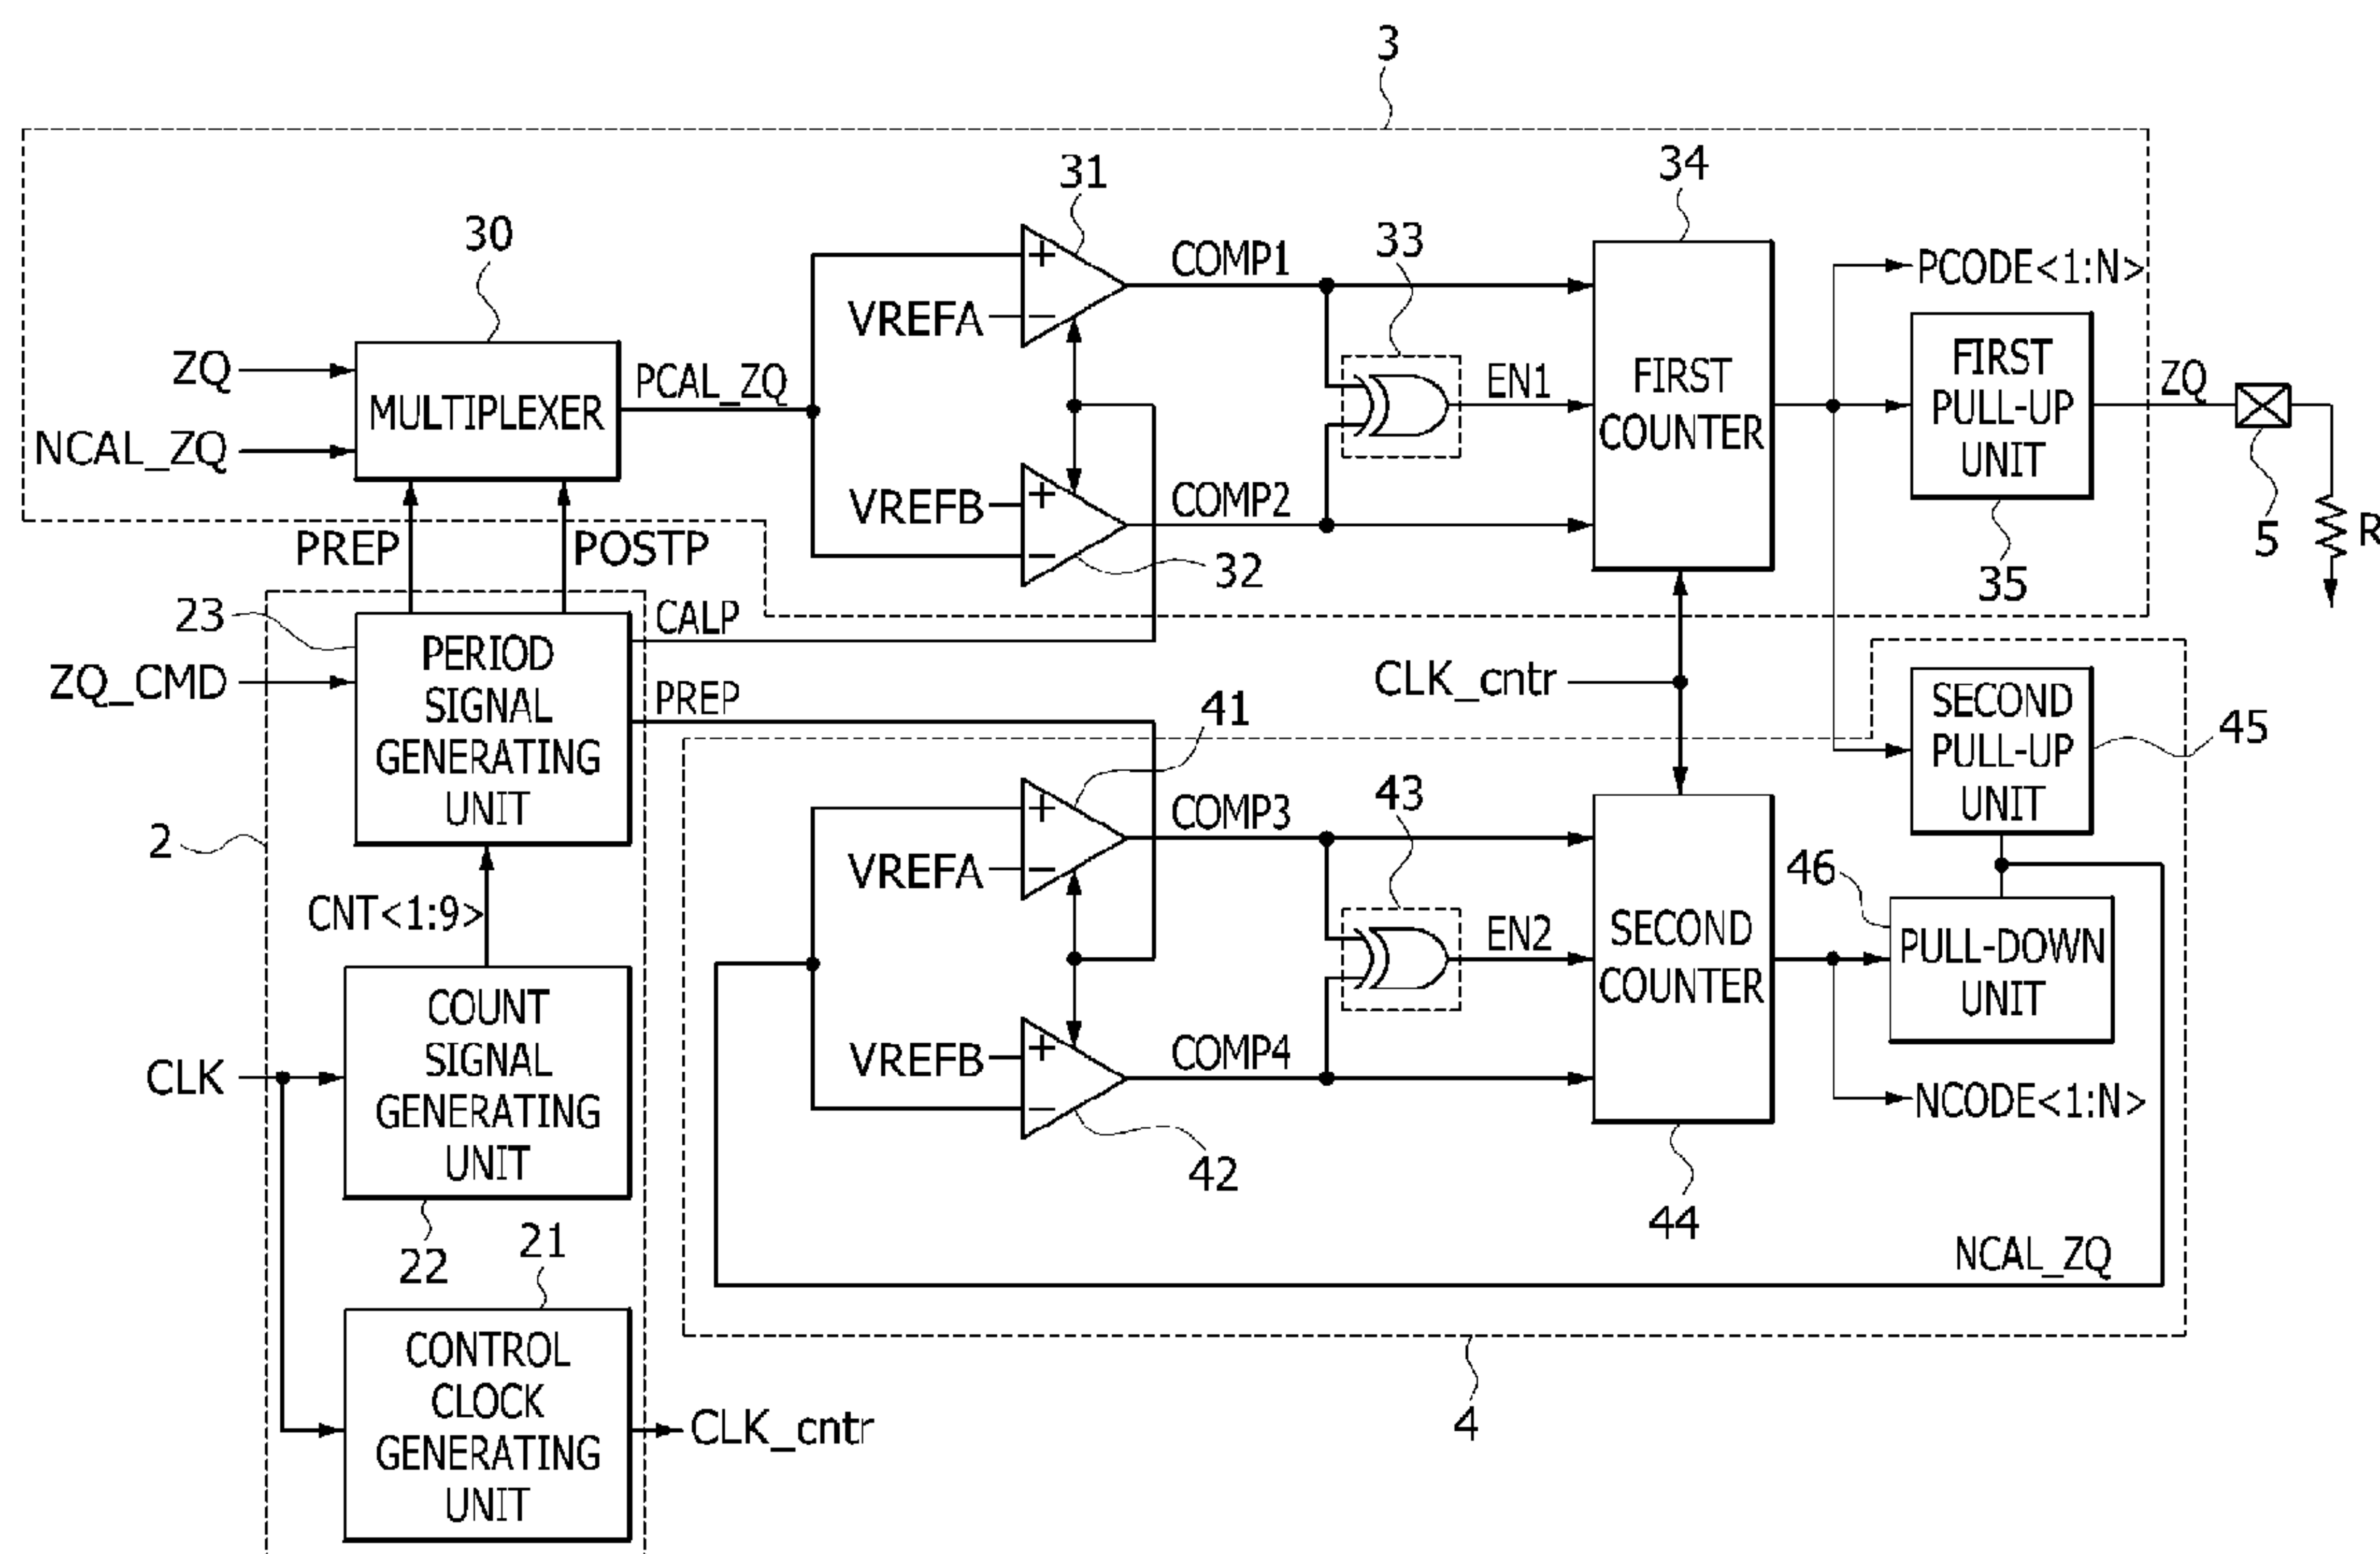 3
31
34
30
33
COMP1
PCODE<1:N>
+
VREFA
−
ZQ
MULTIPLEXER
PCAL_ZQ
EN1
FIRST
COUNTER
FIRST
PULL-UP
UNIT
ZQ
NCAL_ZQ
VREFB
+
−
COMP2
32
5
R
35
PREP
POSTP
23
CALP
PERIOD
SIGNAL
GENERATING
UNIT
ZQ_CMD
PREP
CLK_cntr
SECOND
PULL-UP
UNIT
45
41
2
43
COMP3
+
VREFA
−
46
CNT<1:9>
EN2
SECOND
COUNTER
PULL-DOWN
UNIT
COUNT
SIGNAL
GENERATING
UNIT
CLK
VREFB
+
−
COMP4
NCODE<1:N>
42
44
22
21
NCAL_ZQ
CONTROL
CLOCK
GENERATING
UNIT
CLK_cntr
4